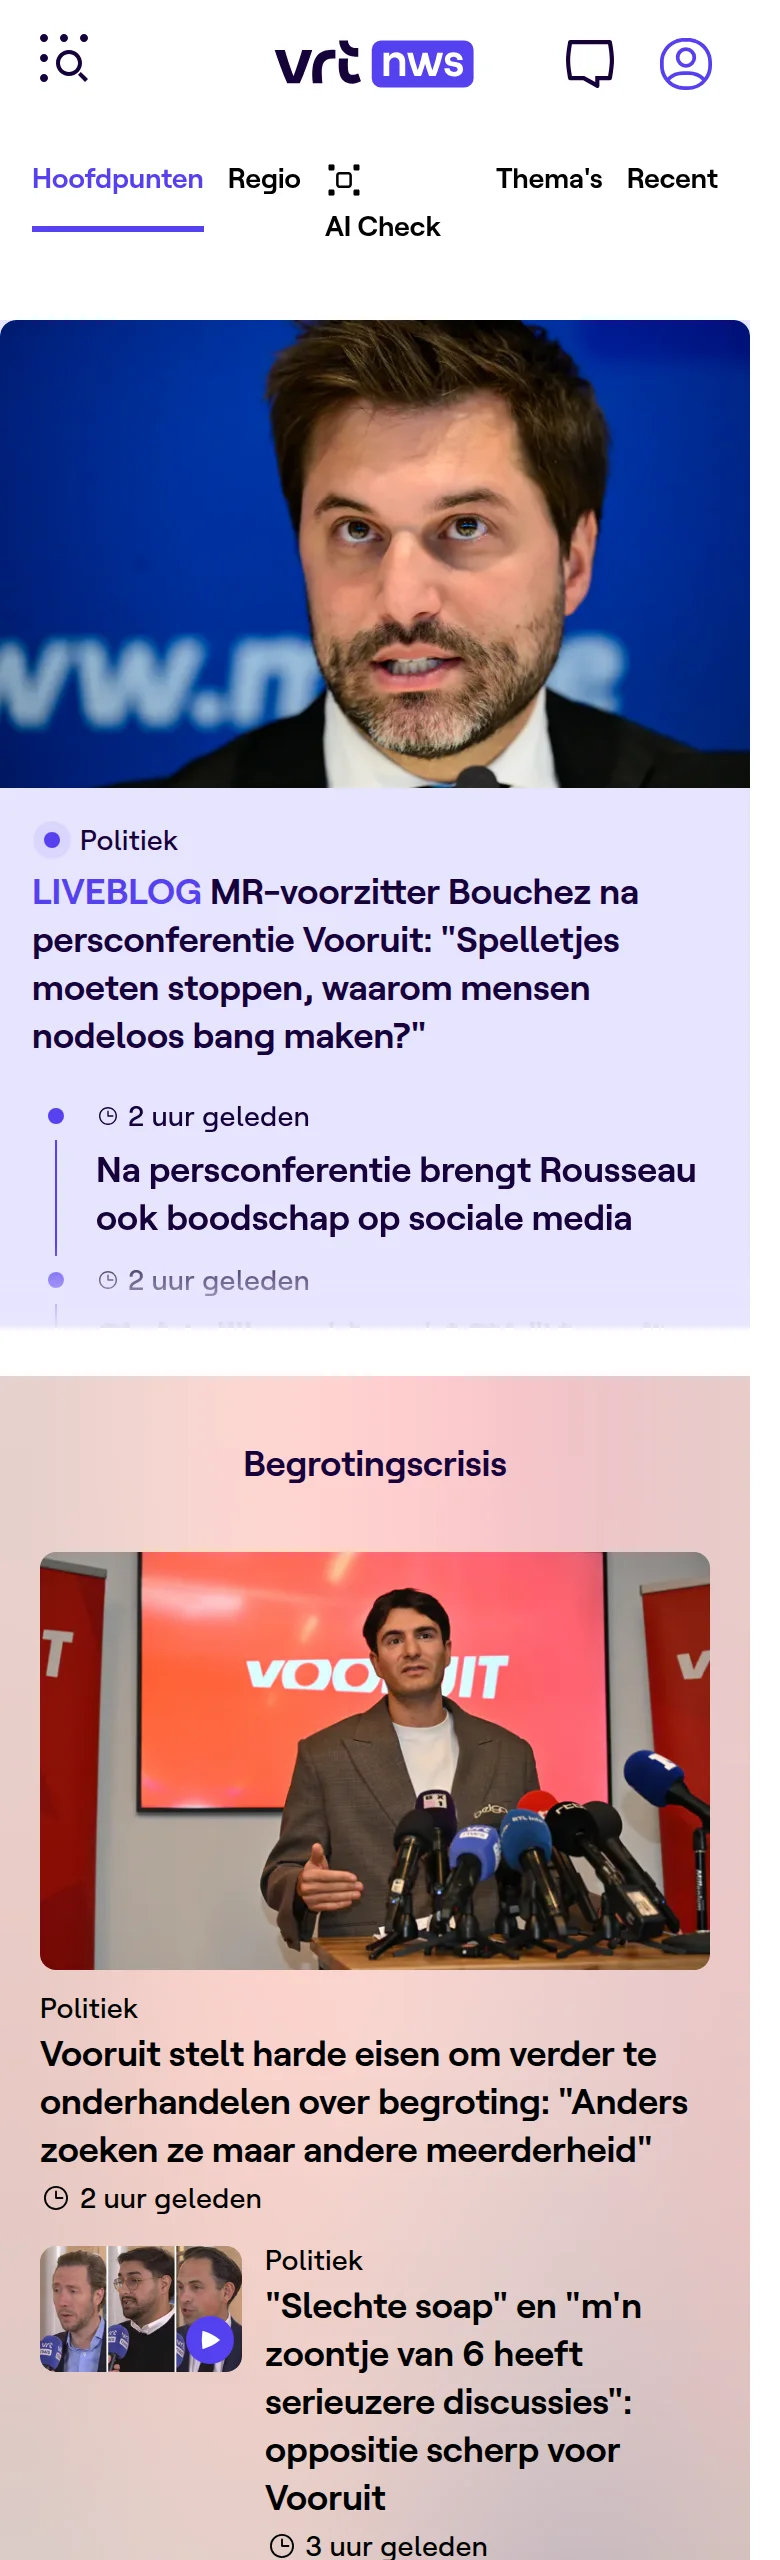 vrt nws
Hoofdpunten Regio AI Check Thema's Recent
ww.m
Politiek
LIVEBLOG MR-voorzitter Bouchez na
persconferentie Vooruit: "Spelletjes
moeten stoppen, waarom mensen
nodeloos bang maken?"
2 uur geleden
Na persconferentie brengt Rousseau
ook boodschap op sociale media
2 uur geleden
Begrotingscrisis
VOORUIT
Politiek
Vooruit stelt harde eisen om verder te
onderhandelen over begroting: "Anders
zoeken ze maar andere meerderheid"
2 uur geleden
Politiek
"Slechte soap" en "m'n
zoontje van 6 heeft
serieuzere discussies":
oppositie scherp voor
Vooruit
3 uur geleden